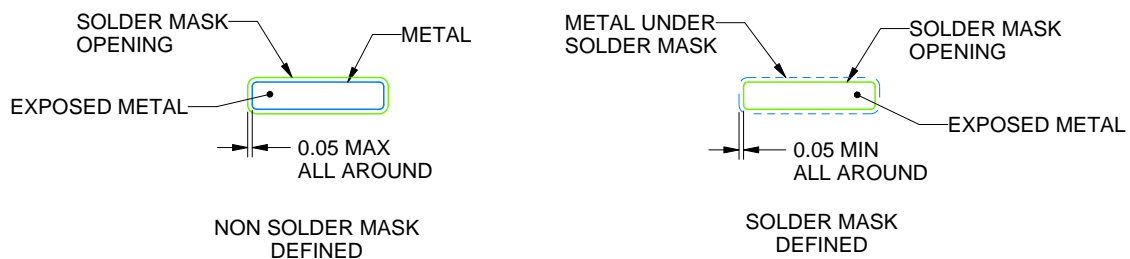 SOLDER MASK
OPENING
METAL
EXPOSED METAL
0.05 MAX
ALL AROUND
NON SOLDER MASK
DEFINED
METAL UNDER
SOLDER MASK
SOLDER MASK
OPENING
EXPOSED METAL
0.05 MIN
ALL AROUND
SOLDER MASK
DEFINED